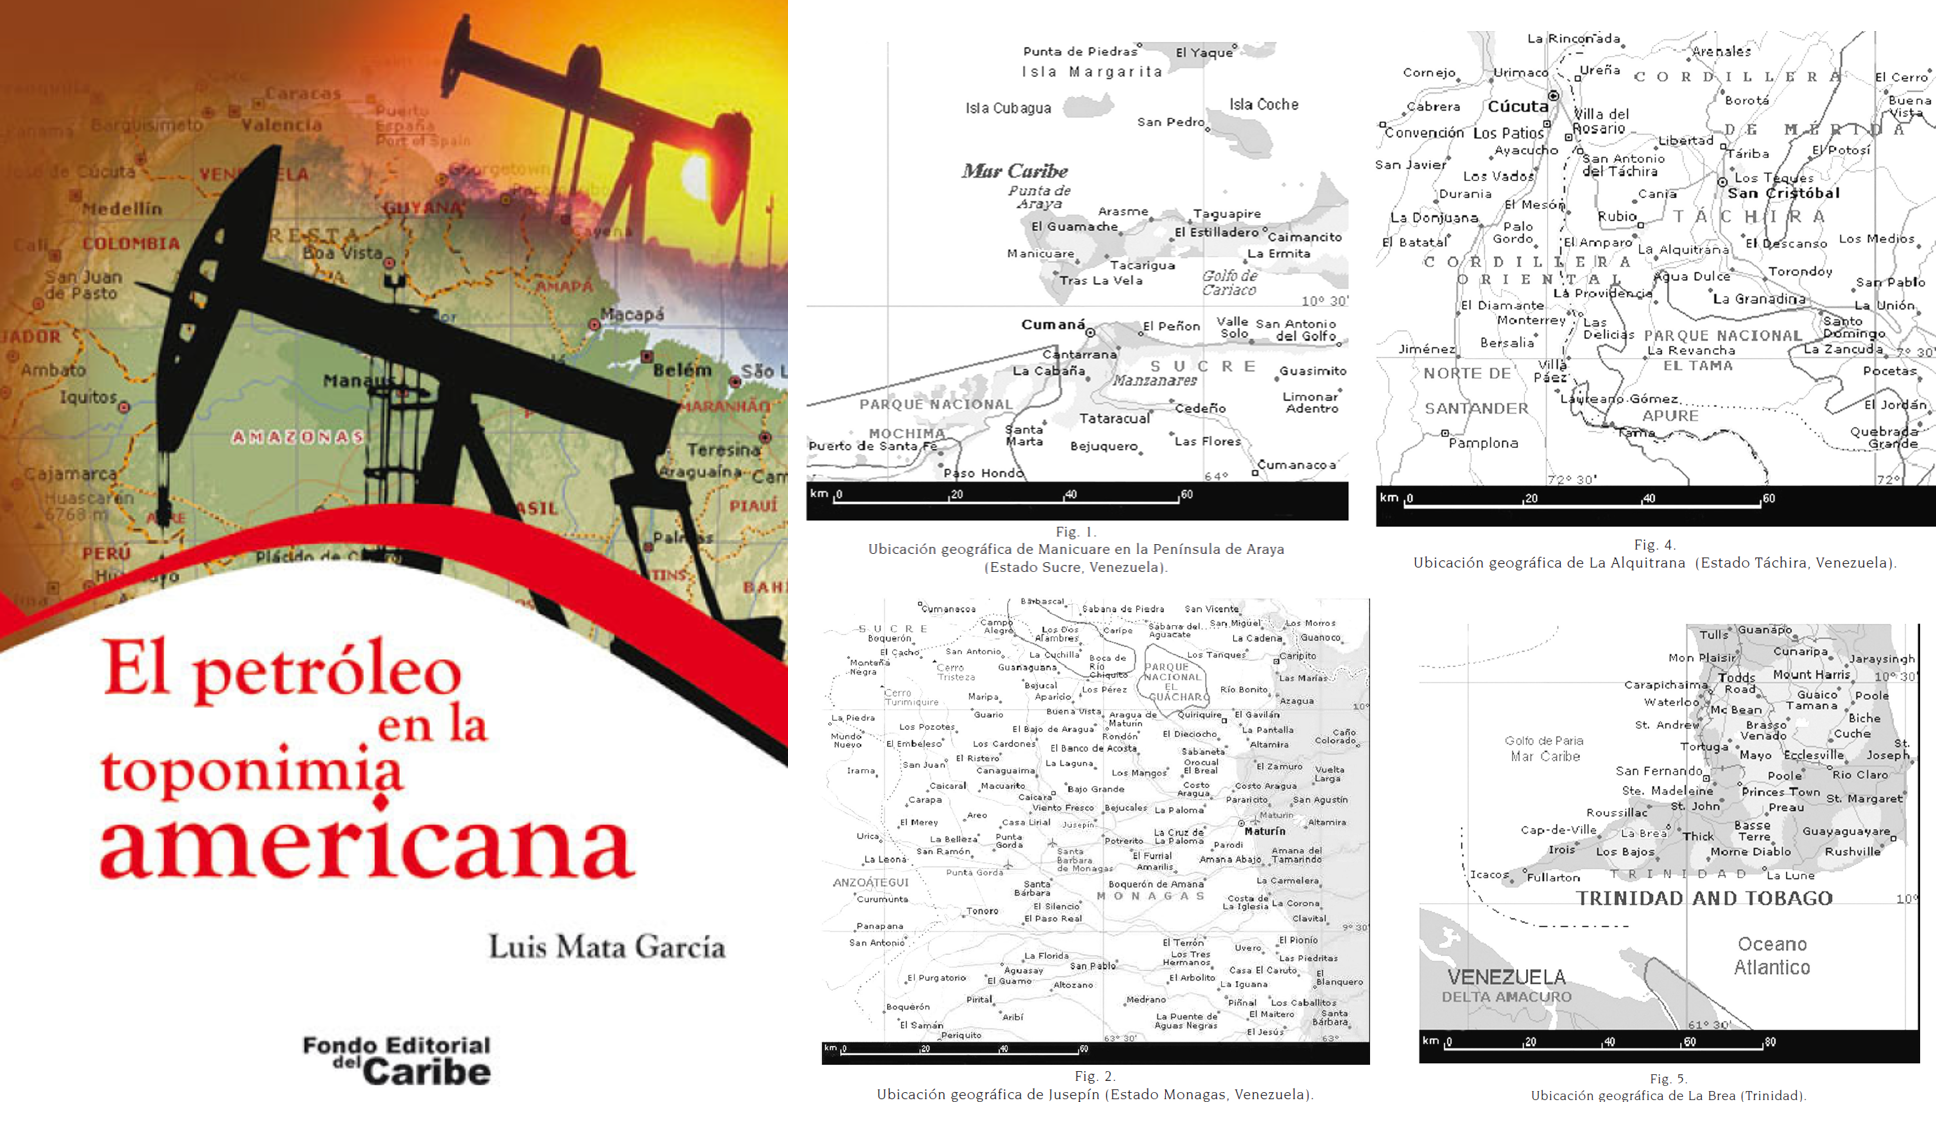 Caracas
Barquisimeto
Valencia
Puerto
España
Port of Spain
Georgetown
VENEZUELA
Medellín
GUYANA
COLOMBIA
Boa Vista
San Juan
de Pasto
AMAPÁ
Macapá
Ambato
Belém
São L
Iquitos
Manaus
MARANHÃO
AMAZONAS
Teresina
Cajamarca
Araguaína
Huascarán
6768 m
PIAUÍ
PERÚ
El petróleo
en la
toponimia
americana
Luis Mata García
Fondo Editorial
del
Caribe
Punta de Piedras
El Yaque
Isla Margarita
Isla Cubagua
Isla Coche
San Pedro
Mar Caribe
Punta de
Araya
Arasme
Taguapire
El Guamache
El Estilladero
Caimancito
Manicuare
La Ermita
Tacarigua
Tras La Vela
Golfo de
Cariaco
10° 30'
Cumaná
El Peñon
Valle
Solo
San Antonio
del Golfo
Cantarrana
SUCRE
La Cabaña
Manzanares
Guasimito
PARQUE NACIONAL
MOCHIMA
Limonar
Adentro
Cedeño
Tataracual
Santa
Marta
Puerto de Santa Fe
Bejuquero
Las Flores
Paso Hondo
64°
Cumanacoa
km 0 20 40 60
Fig. 1.
Ubicación geográfica de Manicuare en la Península de Araya
(Estado Sucre, Venezuela).
La Rinconada
Arenales
Cornejo
Urimaco
Ureña
CORDILLERA
El Cerro
Cabrera
Cúcuta
Borotá
Buena
Vista
Villa del
Rosario
DE MÉRIDA
Convención
Los Patios
Libertad
Ayacucho
Táriba
El Potosí
San Javier
San Antonio
del Táchira
Los Vados
Los Teques
Durania
Cania
San Cristóbal
El Mesón
La Donjuana
Rubio
TÁCHIRA
Palo
Gordo
El Batatal
El Amparo
La Alquitrana
El Descanso
Los Medios
CORDILLERA
ORIENTAL
Agua Dulce
Torondoy
San Pablo
La Providencia
La Granadina
El Diamante
La Unión
Monterrey
Las
Delicias
Santo
Domingo
Bersalia
PARQUE NACIONAL
EL TAMA
Jiménez
La Revancha
La Zancuda
7° 30'
NORTE DE
SANTANDER
Villa
Páez
Pocetas
Laureano Gómez
APURE
El Jordán
Tama
Pamplona
Quebrada
Grande
72° 30'
72°
km 0 20 40 60
Fig. 4.
Ubicación geográfica de La Alquitrana (Estado Táchira, Venezuela).
Cumanacoa
Barbascal
Sabana de Piedra
San Vicente
SUCRE
Campo
Alegre
Los Dos
Alambres
Caripe
Sabana del
Aguacate
San Miguel
Los Morros
Boquerón
La Cadena
Guanoco
El Cacho
San Antonio
La Cuchilla
Los Tanques
Caripito
Montaña
Negra
Cerro
Tristeza
Guanaguana
Boca de
Río
Chiquito
PARQUE
NACIONAL
EL
GUÁCHARO
Las Marías
Cerro
Turimiquire
Bejucal
Aparicio
Los Pérez
Río Bonito
Maripa
Azagua
La Piedra
Guario
Buena Vista
Aragua de
Maturín
Quiriquire
El Gavilán
10°
Los Pozotes
El Bajo de Aragua
Rondón
El Dieciocho
La Pantalla
Mundo
Nuevo
El Embeleso
Los Cardones
El Banco de Acosta
Sabaneta
Altamira
Caño
Colorado
San Juan
El Ristero
La Laguna
Orocual
El Breal
El Zamuro
Irama
Canaguaima
Los Mangos
Vuelta
Larga
Caicaral
Macuarito
Bajo Grande
Costo
Aragua
Costo Aragua
Carapa
Caicara
Pararicito
San Agustín
Viento Fresco
Bejucales
La Paloma
Areo
El Merey
Casa Lirial
Jusepín
Maturín
Maturín
Altamira
Urica
La Belleza
Punta
Gorda
Potrerito
La Cruz de
La Paloma
Parodi
San Ramón
Santa
Barbara
de Monagas
El Furrial
La Leona
Amana Abajo
Amana del
Tamarindo
Punta Gorda
Amarilis
ANZOÁTEGUI
Santa
Bárbara
Boquerón de Amana
La Carmelera
Curumunta
MONAGAS
El Silencio
Costa de
La Iglesia
La Corona
Tonoro
El Paso Real
Clavital
Panapana
9° 30'
San Antonio
El Terrón
Uvero
El Pionío
La Florida
Los Tres
Hermanos
Las Piedritas
Aguasay
San Pablo
Casa El Caruto
El Purgatorio
El Guamo
El Arbolito
El
Blanquero
Altozano
La Iguana
Pirital
Medrano
Piñnal
Los Caballitos
Boquerón
Aribí
La Puente de
Aguas Negras
El Maitero
Santa
Bárbara
El Samán
El Jesús
Periquito
63° 30'
63°
km 0 20 40 60
Fig. 2.
Ubicación geográfica de Jusepín (Estado Monagas, Venezuela).
Tulls
Guanápo
Mon Plaisir
Cunaripa
Jaraysingh
Todds
Road
Mount Harris
10° 30'
Carapichaima
Guaico
Tamana
Poole
Waterloo
Mc Bean
St. Andrew
Brasso
Venado
Biche
Cuche
Golfo de Paria
Mar Caribe
Tortuga
Mayo
Ecclesville
St.
Joseph
San Fernando
Poole
Rio Claro
Ste. Madeleine
Princes Town
St. Margaret
St. John
Preau
Roussillac
Cap-de-Ville
La Brea
Thick
Basse
Terre
Guayaguayare
Irois
Los Bajos
Morne Diablo
Rushville
Icacos
Fullarton
TRINIDAD
La Lune
TRINIDAD AND TOBAGO
10°
Oceano
Atlantico
VENEZUELA
DELTA AMACURO
61° 30'
km 0 20 40 60 80
Fig. 5.
Ubicación geográfica de La Brea (Trinidad).